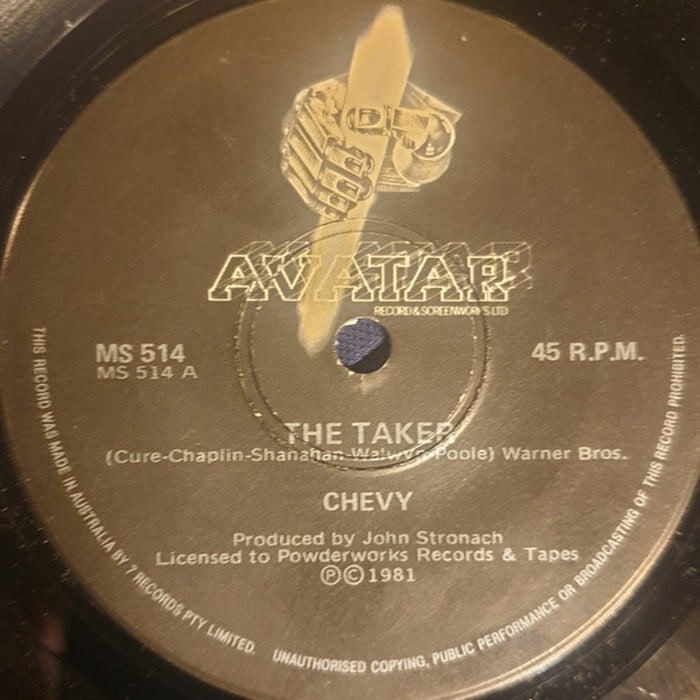 AVATAR
RECORD & SCREENWORKS LTD
MS 514
MS 514 A
45 R.P.M.
THE TAKER
(Cure-Chaplin-Shanahan-Walwyn-Poole) Warner Bros.
CHEVY
Produced by John Stronach
Licensed to Powderworks Records & Tapes
Ⓟ©1981
THIS RECORD WAS MADE IN AUSTRALIA BY 7 RECORDS PTY LIMITED. UNAUTHORISED COPYING, PUBLIC PERFORMANCE OR BROADCASTING OF THIS RECORD PROHIBITED.